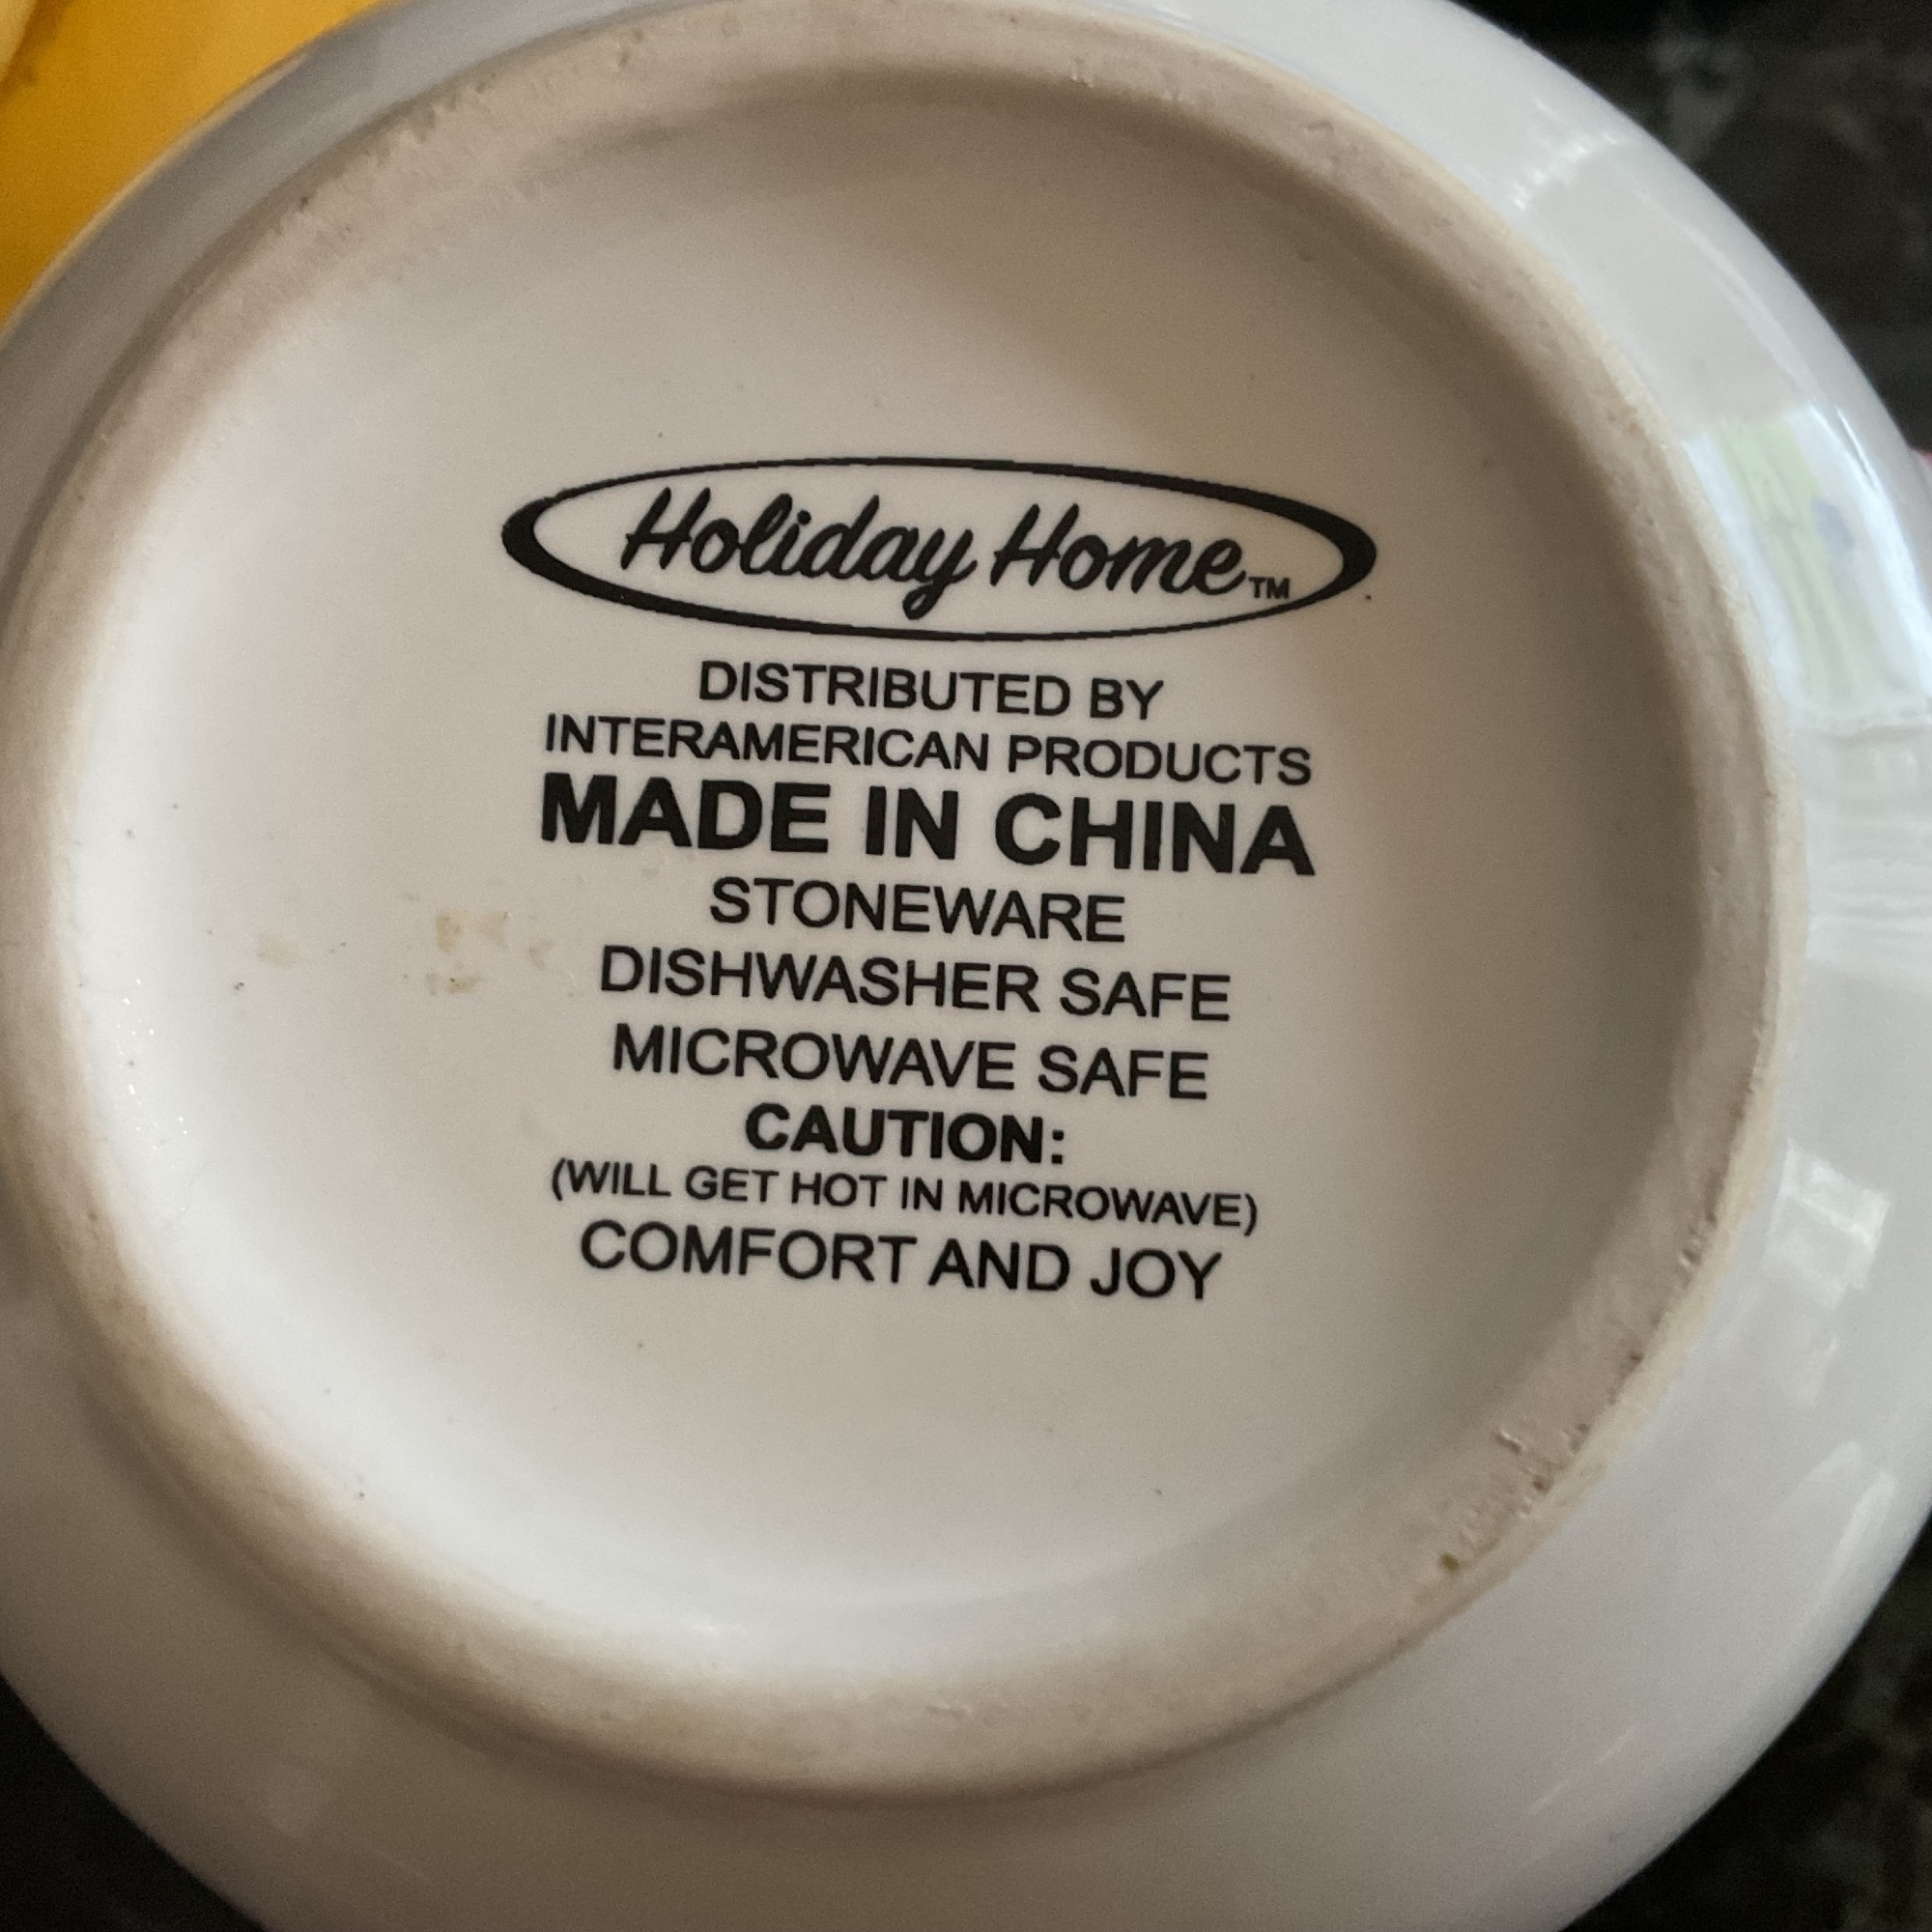 Holiday Home™
DISTRIBUTED BY
INTERAMERICAN PRODUCTS
MADE IN CHINA
STONEWARE
DISHWASHER SAFE
MICROWAVE SAFE
CAUTION:
(WILL GET HOT IN MICROWAVE)
COMFORT AND JOY